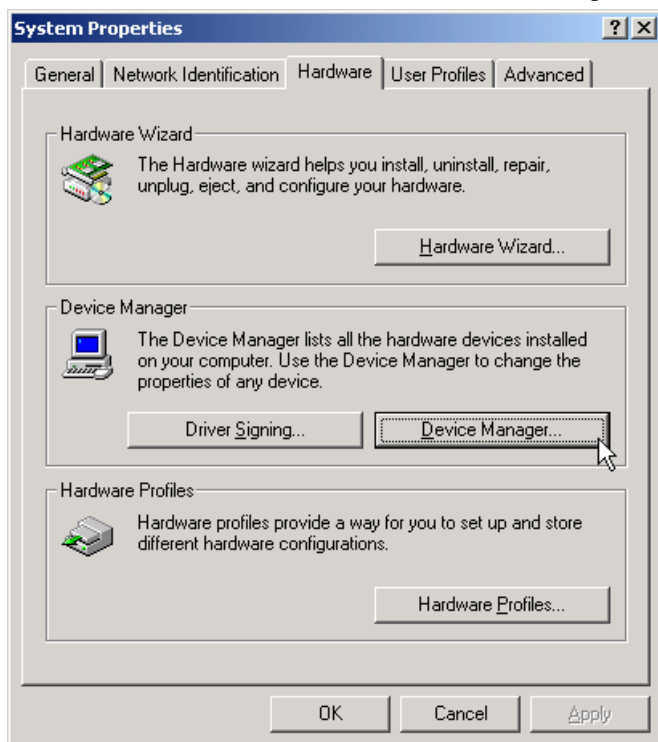 System Properties
General Network Identification Hardware User Profiles Advanced
Hardware Wizard
The Hardware wizard helps you install, uninstall, repair,
unplug, eject, and configure your hardware.
Hardware Wizard...
Device Manager
The Device Manager lists all the hardware devices installed
on your computer. Use the Device Manager to change the
properties of any device.
Driver Signing... Device Manager...
Hardware Profiles
Hardware profiles provide a way for you to set up and store
different hardware configurations.
Hardware Profiles...
OK Cancel Apply